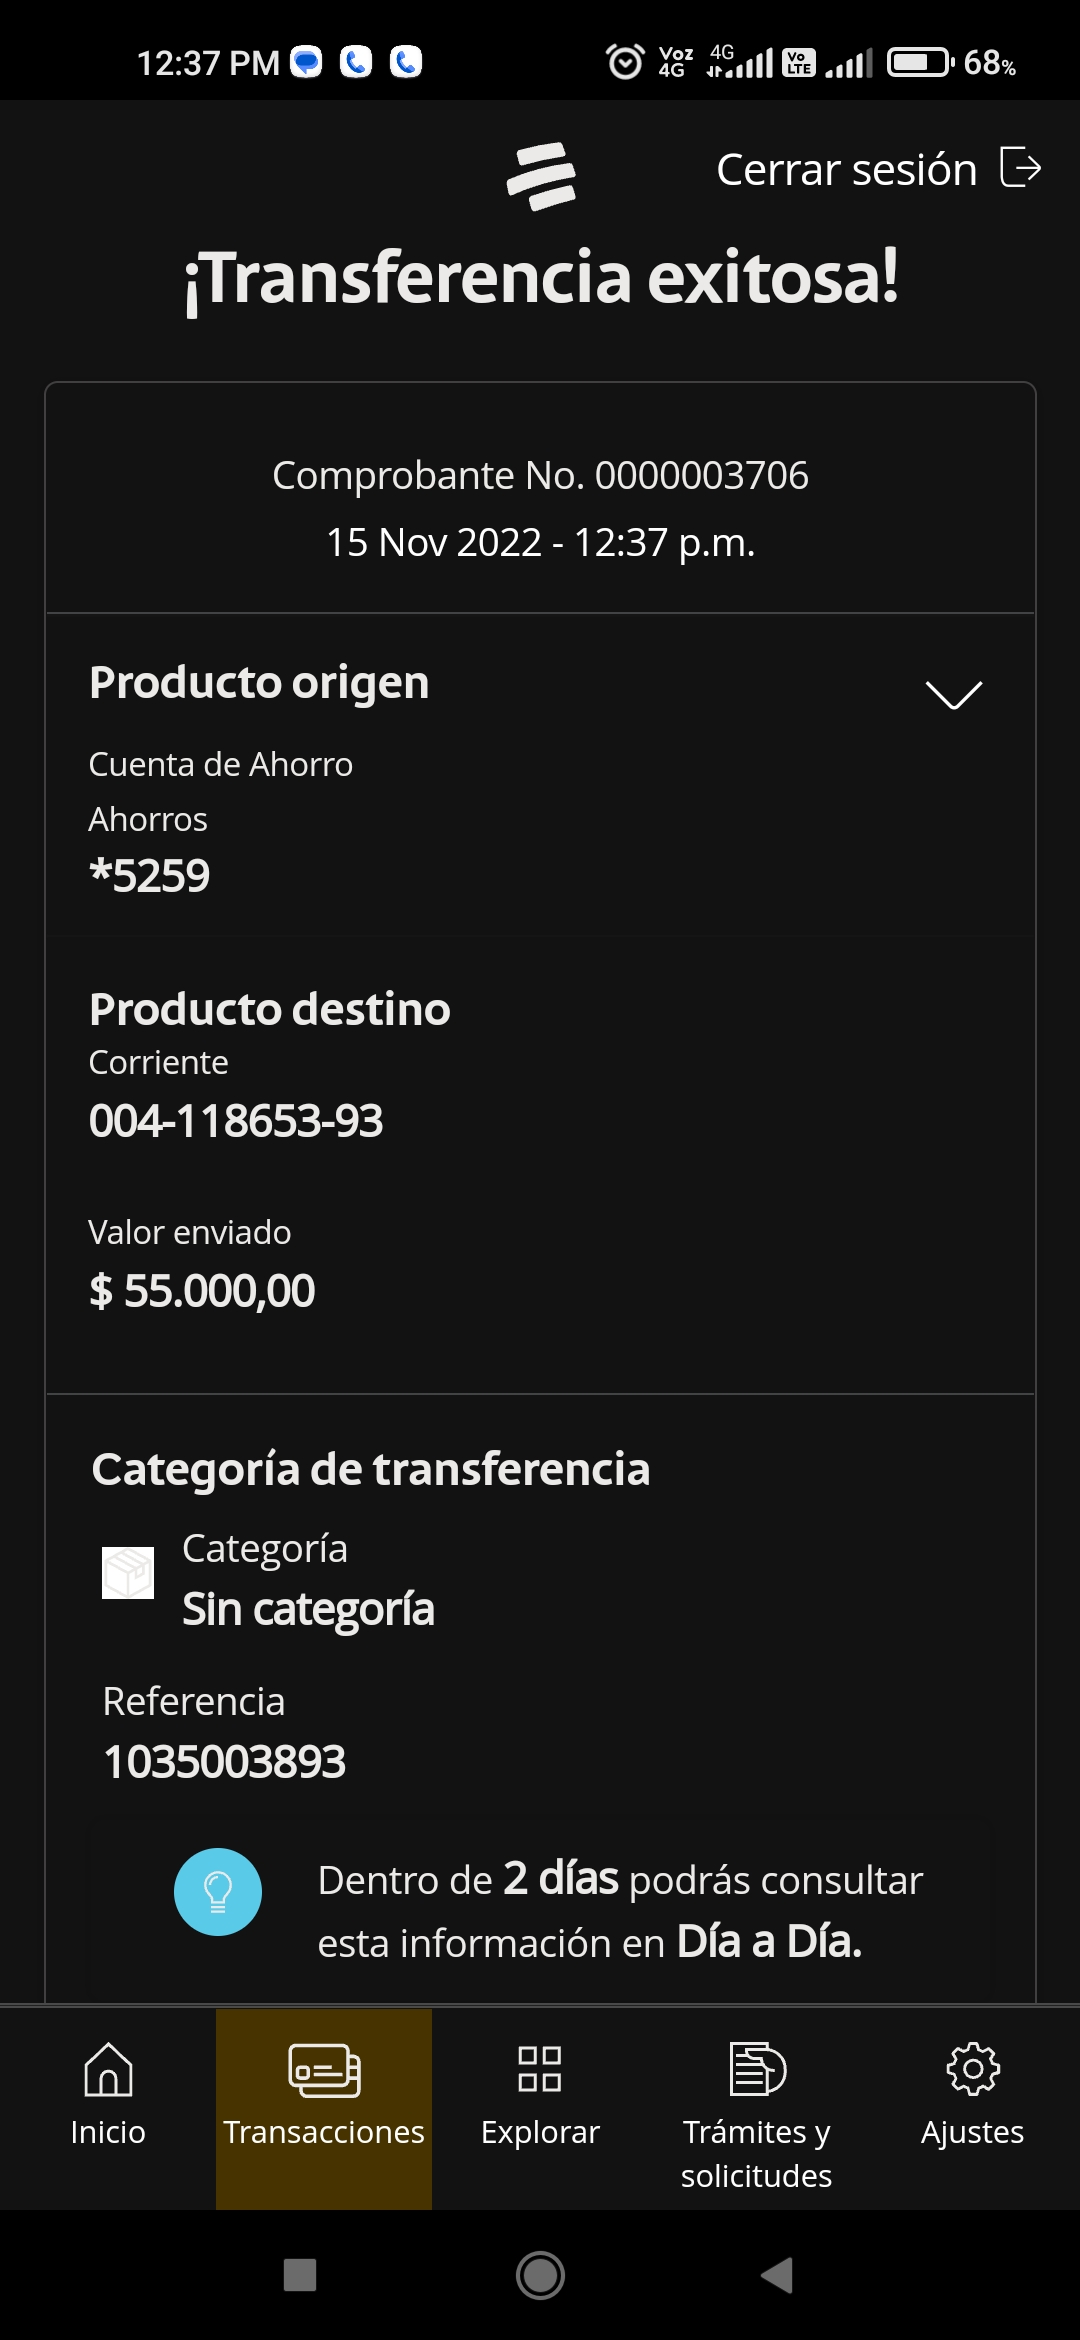 12:37 PM
Voz
4G
4G
Vo
LTE
68%
Cerrar sesión
¡Transferencia exitosa!
Comprobante No. 0000003706
15 Nov 2022 - 12:37 p.m.
Producto origen
Cuenta de Ahorro
Ahorros
*5259
Producto destino
Corriente
004-118653-93
Valor enviado
$ 55.000,00
Categoría de transferencia
Categoría
Sin categoría
Referencia
1035003893
Dentro de 2 días podrás consultar
esta información en Día a Día.
Inicio
Transacciones
Explorar
Trámites y
solicitudes
Ajustes